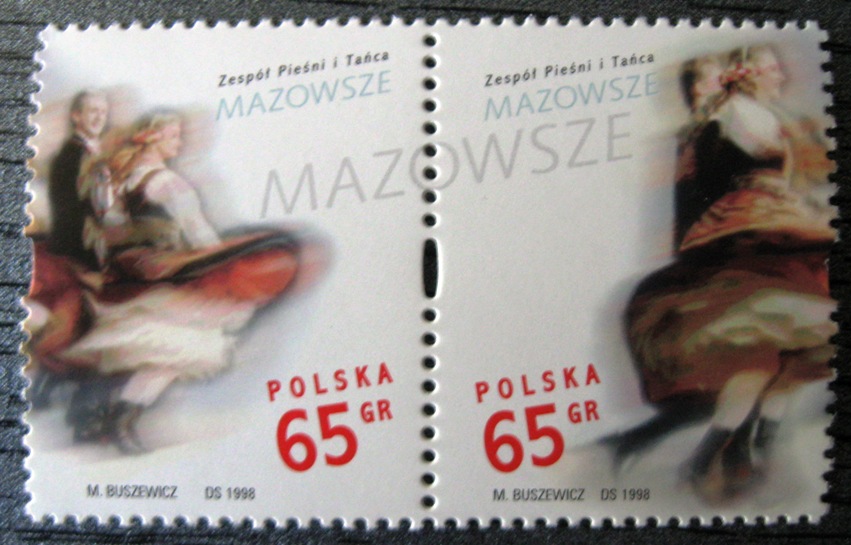 Zespół Pieśni i Tańca
MAZOWSZE
Zespół Pieśni i Tańca
MAZOWSZE
MAZOWSZE
POLSKA
65 GR
M. BUSZEWICZ DS 1998
POLSKA
65 GR
M. BUSZEWICZ DS 1998